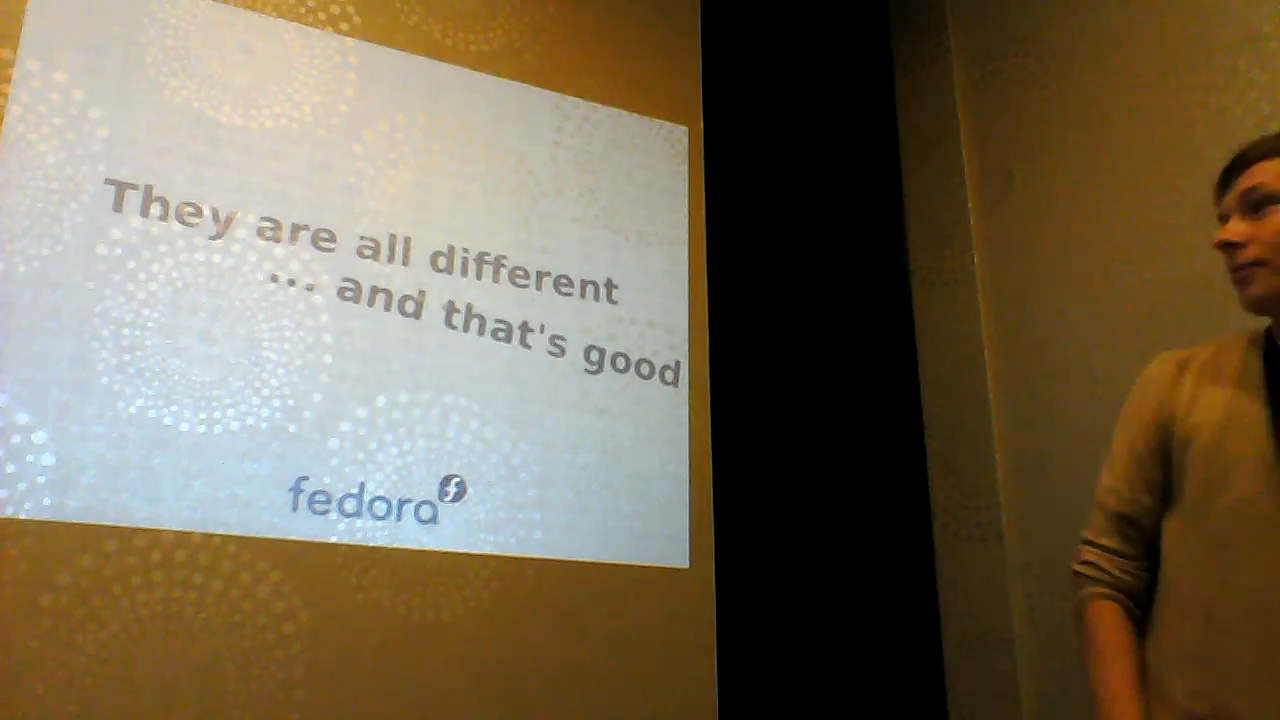 They are all different
... and that's good
fedora